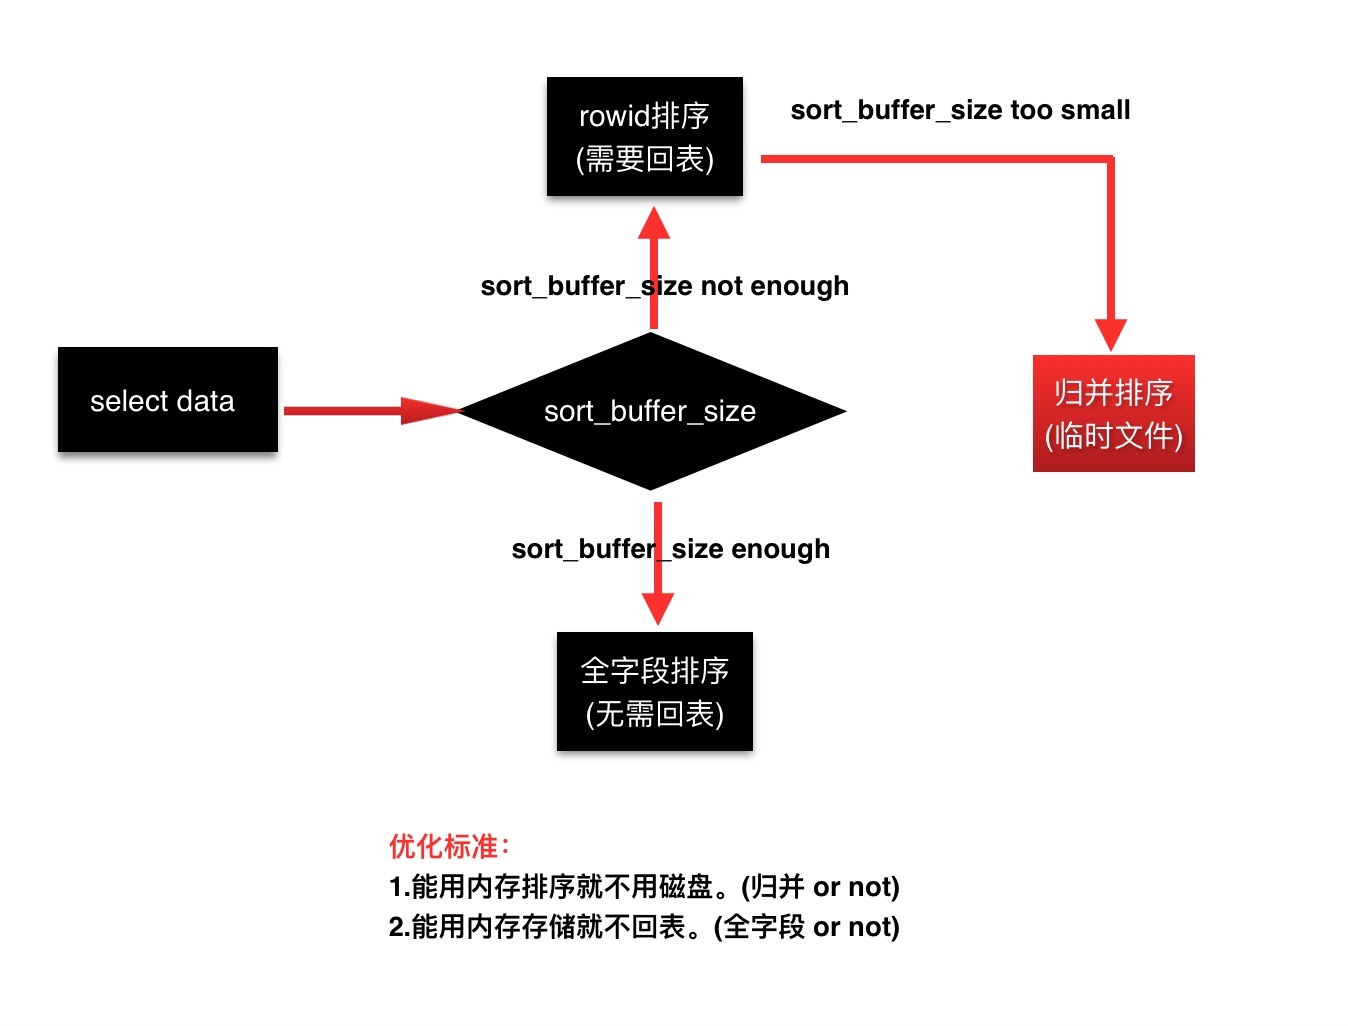 rowid排序
(需要回表)
sort_buffer_size too small
sort_buffer_size not enough
select data
sort_buffer_size
归并排序
(临时文件)
sort_buffer_size enough
全字段排序
(无需回表)
优化标准：
1.能用内存排序就不用磁盘。(归并 or not)
2.能用内存存储就不回表。(全字段 or not)